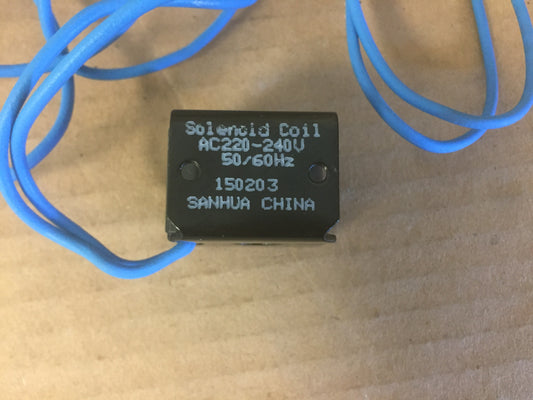 Solenoid Coil
AC220-240V
50/60Hz
150203
SANHUA CHINA